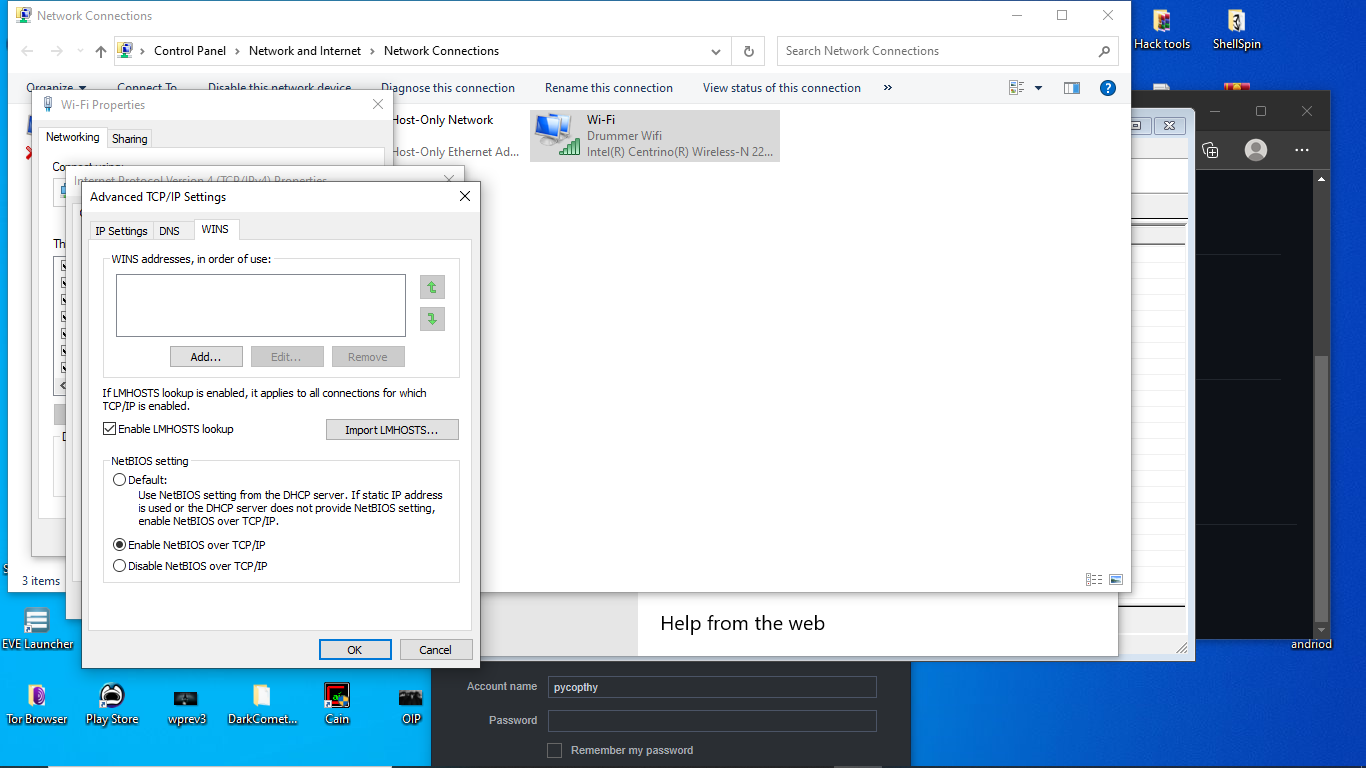 Network Connections
Control Panel > Network and Internet > Network Connections
Search Network Connections
Organize
Connect To
Disable this network device
Diagnose this connection
Rename this connection
View status of this connection
»
Host-Only Network
Host-Only Ethernet Ad...
Wi-Fi
Drummer Wifi
Intel(R) Centrino(R) Wireless-N 22...
Wi-Fi Properties
Networking
Sharing
Connect using:
Internet Protocol Version 4 (TCP/IPv4) Properties
Advanced TCP/IP Settings
IP Settings
DNS
WINS
WINS addresses, in order of use:
Add...
Edit...
Remove
If LMHOSTS lookup is enabled, it applies to all connections for which
TCP/IP is enabled.
Enable LMHOSTS lookup
Import LMHOSTS...
NetBIOS setting
Default:
Use NetBIOS setting from the DHCP server. If static IP address
is used or the DHCP server does not provide NetBIOS setting,
enable NetBIOS over TCP/IP.
Enable NetBIOS over TCP/IP
Disable NetBIOS over TCP/IP
OK
Cancel
3 items
Help from the web
Account name
pycopthy
Password
Remember my password
Hack tools
ShellSpin
andriod
EVE Launcher
Tor Browser
Play Store
wprev3
DarkComet...
Cain
OIP